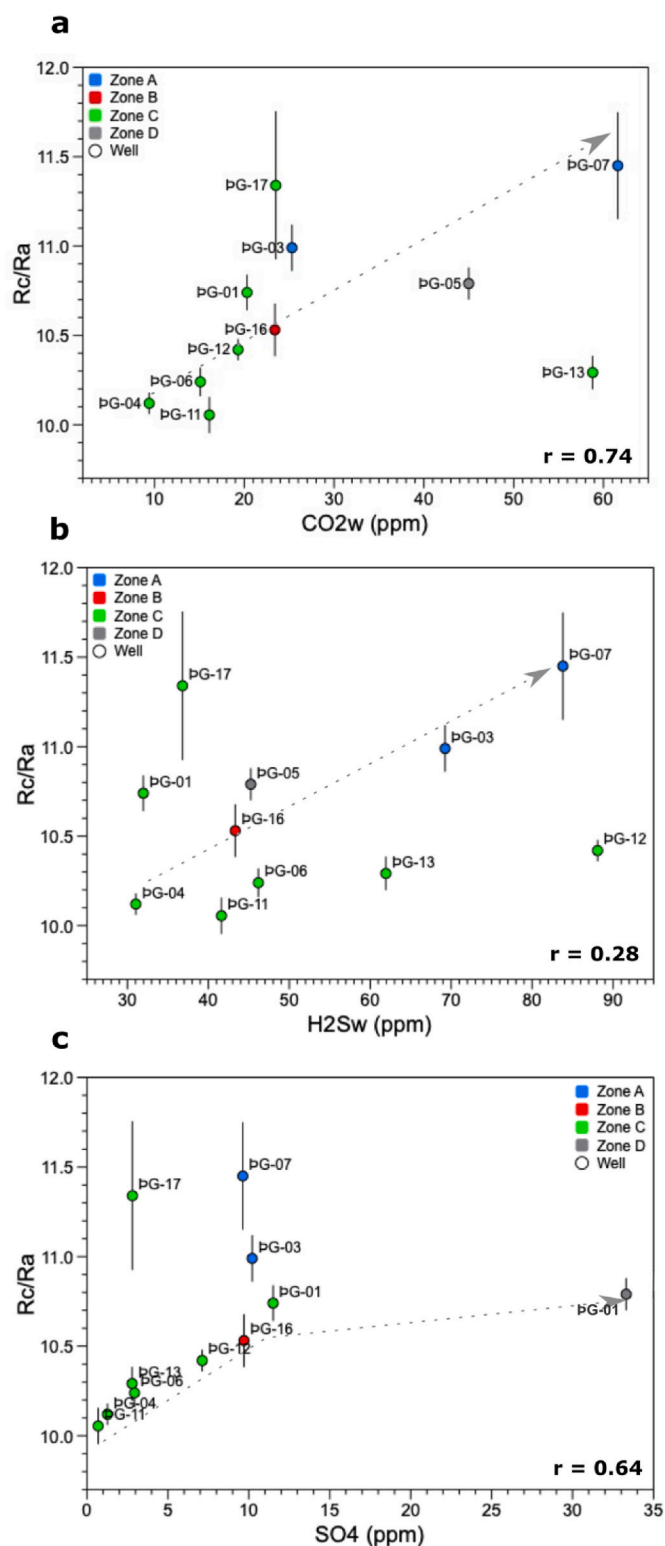 a
12.0
Zone A
Zone B
Zone C
Zone D
Well
11.5
ÞG-17
ÞG-07
Rc/Ra
11.0
ÞG-03
ÞG-01
ÞG-05
10.5
ÞG-16
ÞG-12
ÞG-06
ÞG-13
ÞG-04
ÞG-11
10.0
r = 0.74
10 20 30 40 50 60
CO2w (ppm)
b
12.0
Zone A
Zone B
Zone C
Zone D
Well
11.5
ÞG-07
ÞG-17
Rc/Ra
11.0
ÞG-03
ÞG-01
ÞG-05
10.5
ÞG-16
ÞG-12
ÞG-06
ÞG-13
ÞG-04
ÞG-11
10.0
r = 0.28
30 40 50 60 70 80 90
H2Sw (ppm)
c
12.0
Zone A
Zone B
Zone C
Zone D
Well
11.5
ÞG-07
ÞG-17
Rc/Ra
11.0
ÞG-03
ÞG-01
ÞG-01
10.5
ÞG-16
ÞG-12
ÞG-13
ÞG-06
ÞG-04
ÞG-11
10.0
r = 0.64
0 5 10 15 20 25 30 35
SO4 (ppm)